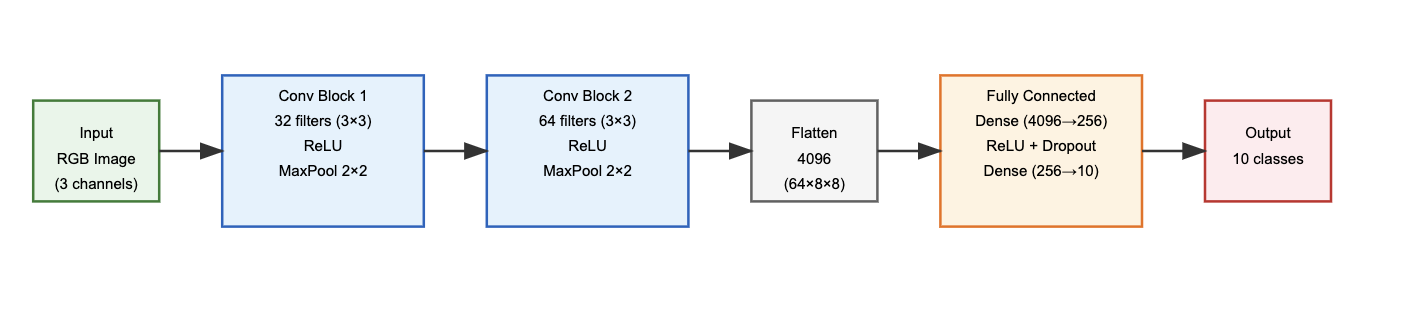 Input
RGB Image
(3 channels)
Conv Block 1
32 filters (3×3)
ReLU
MaxPool 2×2
Conv Block 2
64 filters (3×3)
ReLU
MaxPool 2×2
Flatten
4096
(64×8×8)
Fully Connected
Dense (4096→256)
ReLU + Dropout
Dense (256→10)
Output
10 classes